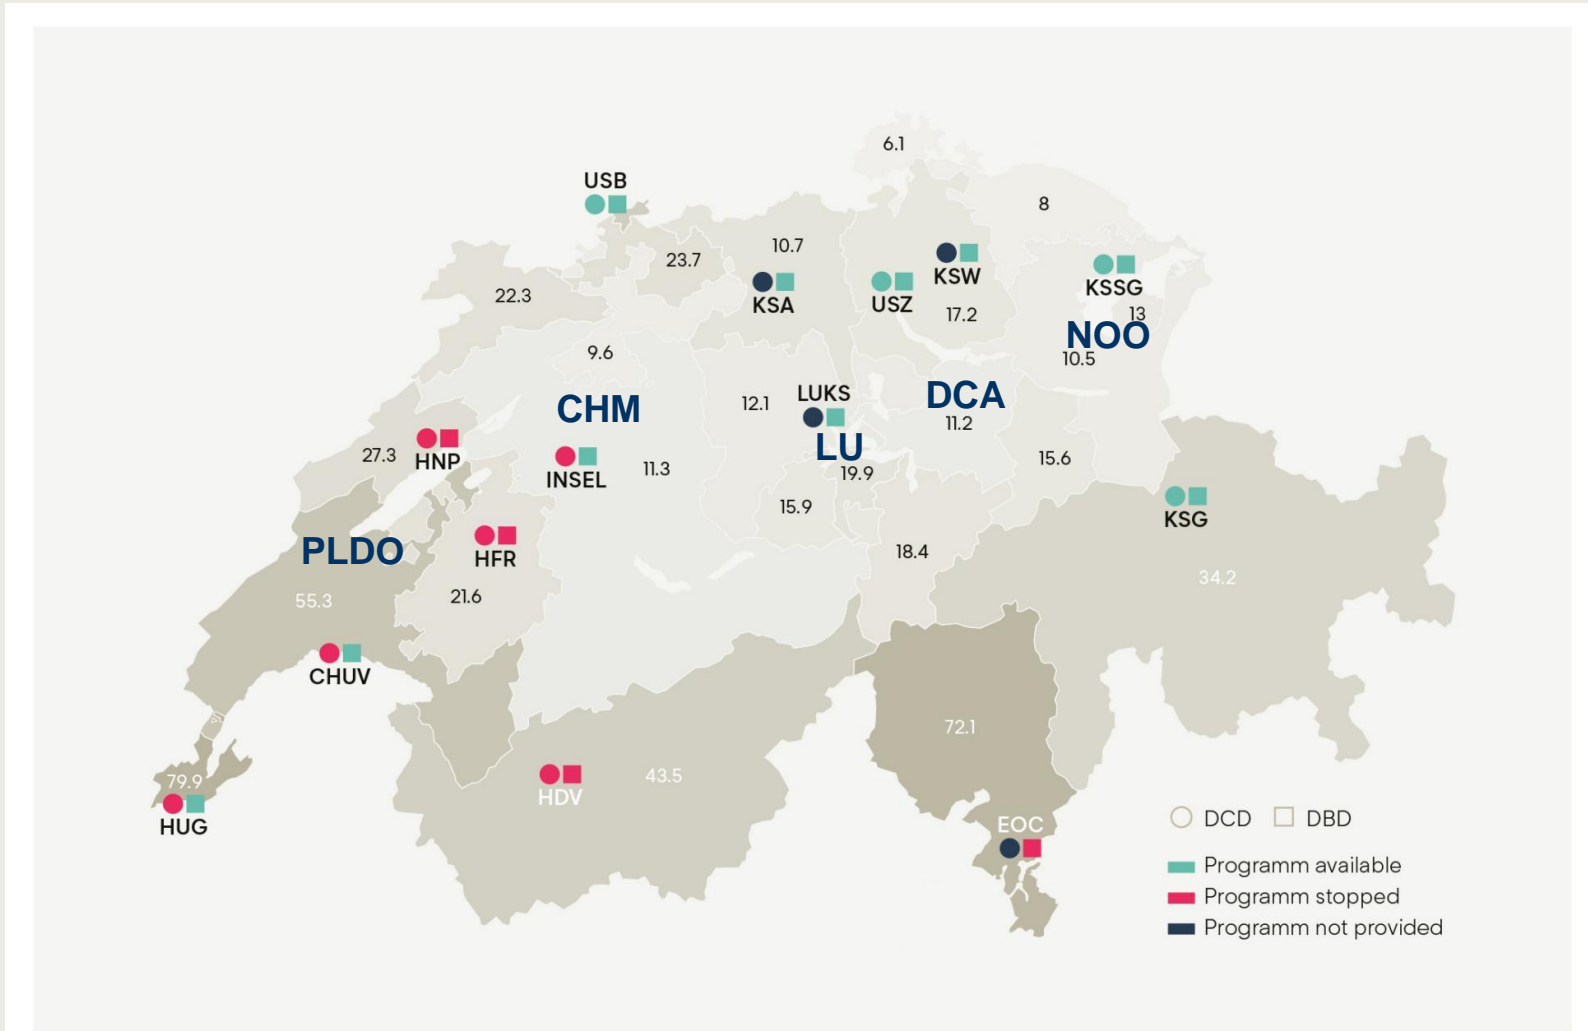 6.1
USB
8
10.7
23.7
KSW
KSSG
22.3
KSA
USZ
17.2
13
NOO
9.6
10.5
CHM
12.1
LUKS
DCA
11.2
LU
27.3
HNP
INSEL
11.3
19.9
15.6
15.9
KSG
PLDO
HFR
18.4
34.2
55.3
21.6
CHUV
72.1
79.9
43.5
HDV
HUG
EOC
DCD DBD
Programm available
Programm stopped
Programm not provided